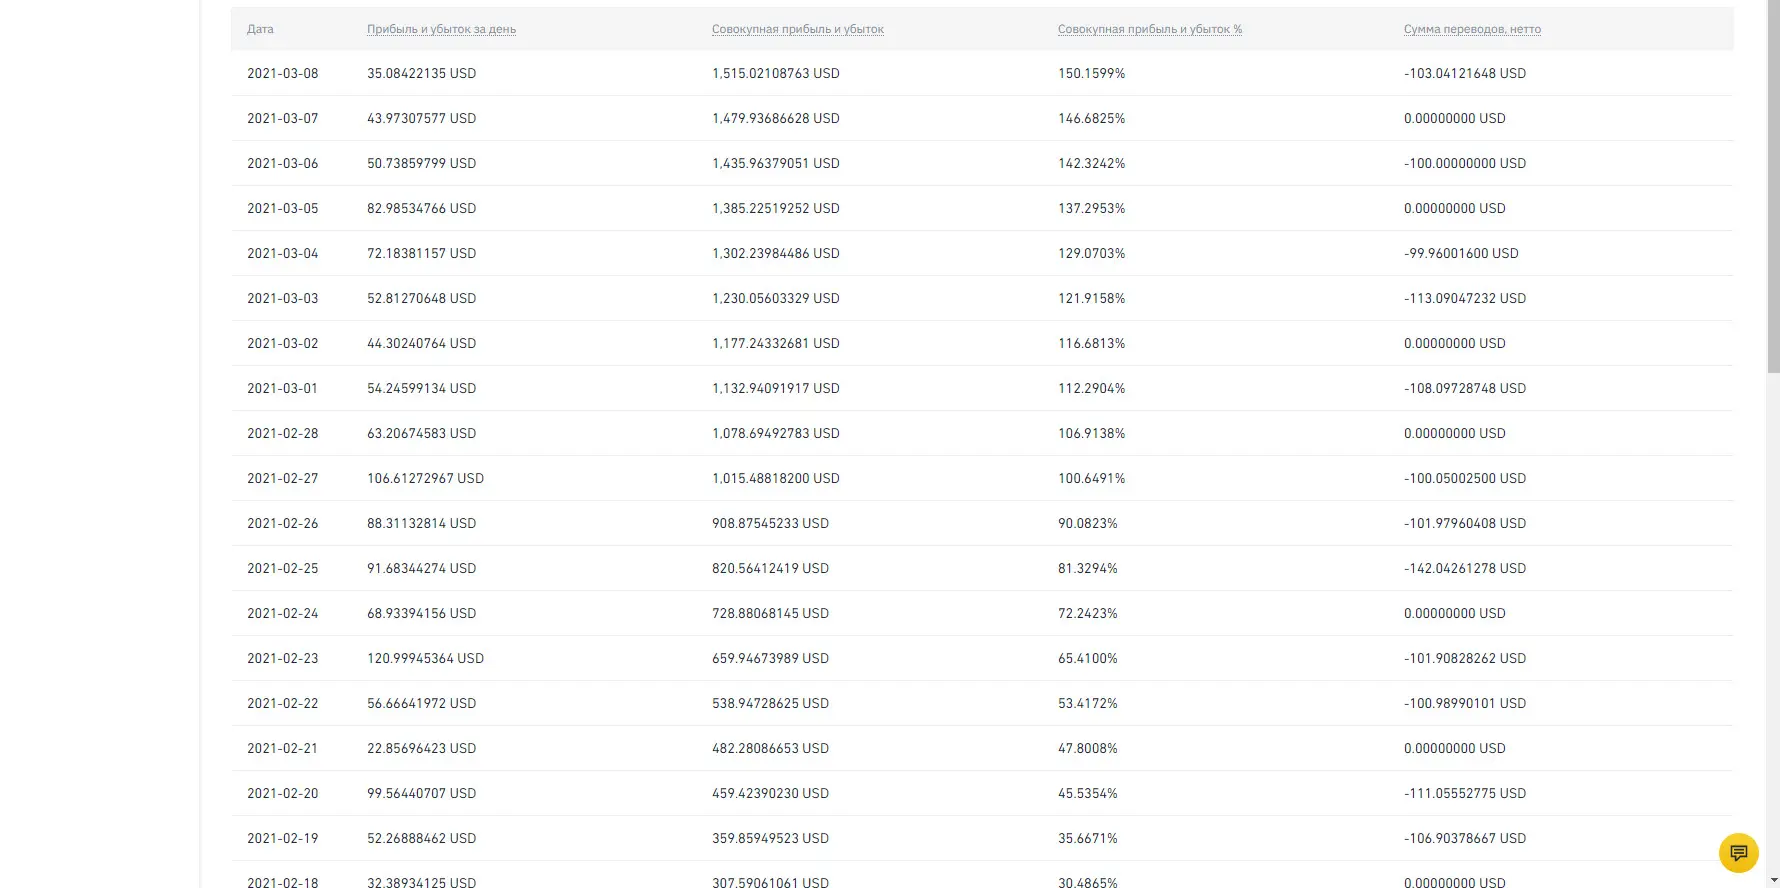 Дата Прибыль и убыток за день Совокупная прибыль и убыток Совокупная прибыль и убыток % Сумма переводов, нетто
2021-03-08 35.08422135 USD 1,515.02108763 USD 150.1599% -103.04121648 USD
2021-03-07 43.97307577 USD 1,479.93686628 USD 146.6825% 0.00000000 USD
2021-03-06 50.73859799 USD 1,435.96379051 USD 142.3242% -100.00000000 USD
2021-03-05 82.98534766 USD 1,385.22519252 USD 137.2953% 0.00000000 USD
2021-03-04 72.18381157 USD 1,302.23984486 USD 129.0703% -99.96001600 USD
2021-03-03 52.81270648 USD 1,230.05603329 USD 121.9158% -113.09047232 USD
2021-03-02 44.30240764 USD 1,177.24332681 USD 116.6813% 0.00000000 USD
2021-03-01 54.24599134 USD 1,132.94091917 USD 112.2904% -108.09728748 USD
2021-02-28 63.20674583 USD 1,078.69492783 USD 106.9138% 0.00000000 USD
2021-02-27 106.61272967 USD 1,015.48818200 USD 100.6491% -100.05002500 USD
2021-02-26 88.31132814 USD 908.87545233 USD 90.0823% -101.97960408 USD
2021-02-25 91.68344274 USD 820.56412419 USD 81.3294% -142.04261278 USD
2021-02-24 68.93394156 USD 728.88068145 USD 72.2423% 0.00000000 USD
2021-02-23 120.99945364 USD 659.94673989 USD 65.4100% -101.90828262 USD
2021-02-22 56.66641972 USD 538.94728625 USD 53.4172% -100.98990101 USD
2021-02-21 22.85696423 USD 482.28086653 USD 47.8008% 0.00000000 USD
2021-02-20 99.56440707 USD 459.42390230 USD 45.5354% -111.05552775 USD
2021-02-19 52.26888462 USD 359.85949523 USD 35.6671% -106.90378667 USD
2021-02-18 32.38934125 USD 307.59061061 USD 30.4865% 0.00000000 USD